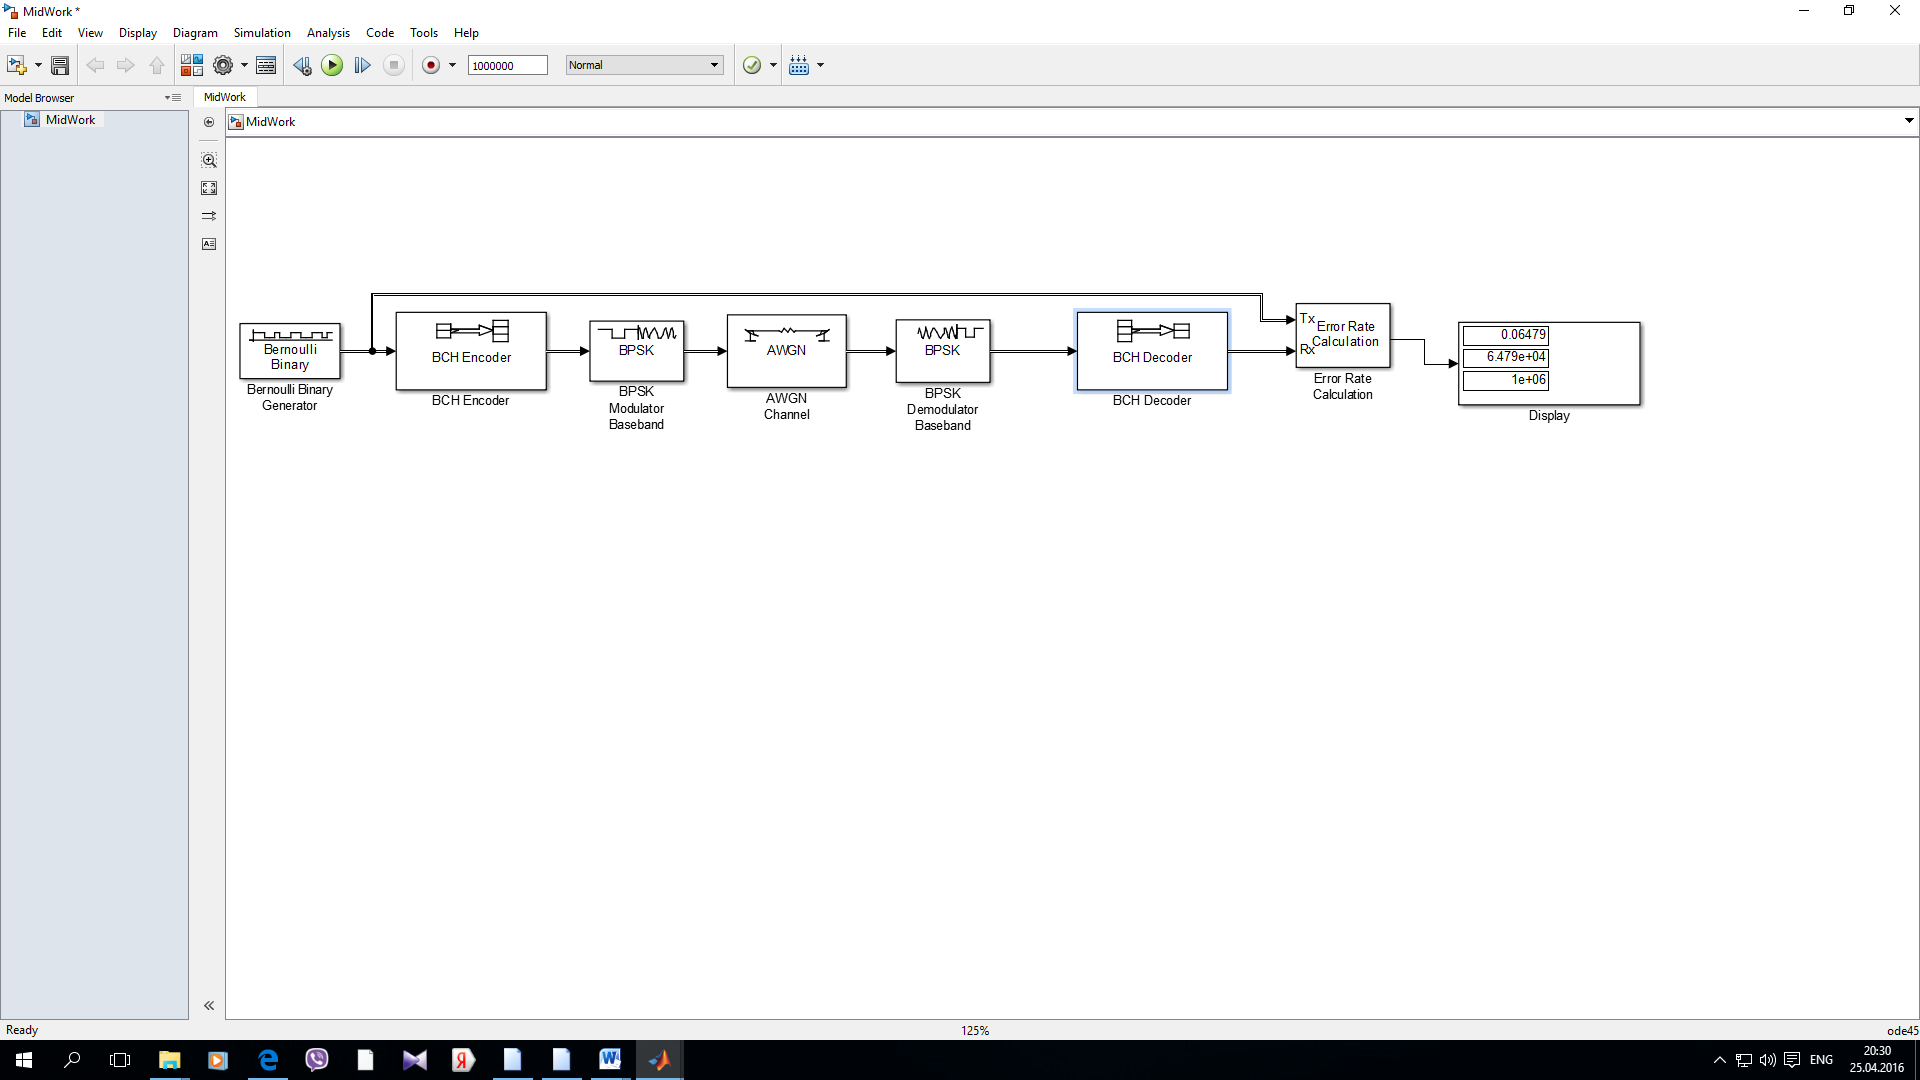 MidWork *
File Edit View Display Diagram Simulation Analysis Code Tools Help
1000000
Normal
Model Browser
MidWork
MidWork
MidWork
Bernoulli
Binary
Bernoulli Binary
Generator
BCH Encoder
BCH Encoder
BPSK
BPSK
Modulator
Baseband
AWGN
AWGN
Channel
BPSK
BPSK
Demodulator
Baseband
BCH Decoder
BCH Decoder
Tx
Rx
Error Rate
Calculation
Error Rate
Calculation
0.06479
6.479e+04
1e+06
Display
Ready
125%
ode45
ENG
20:30
25.04.2016